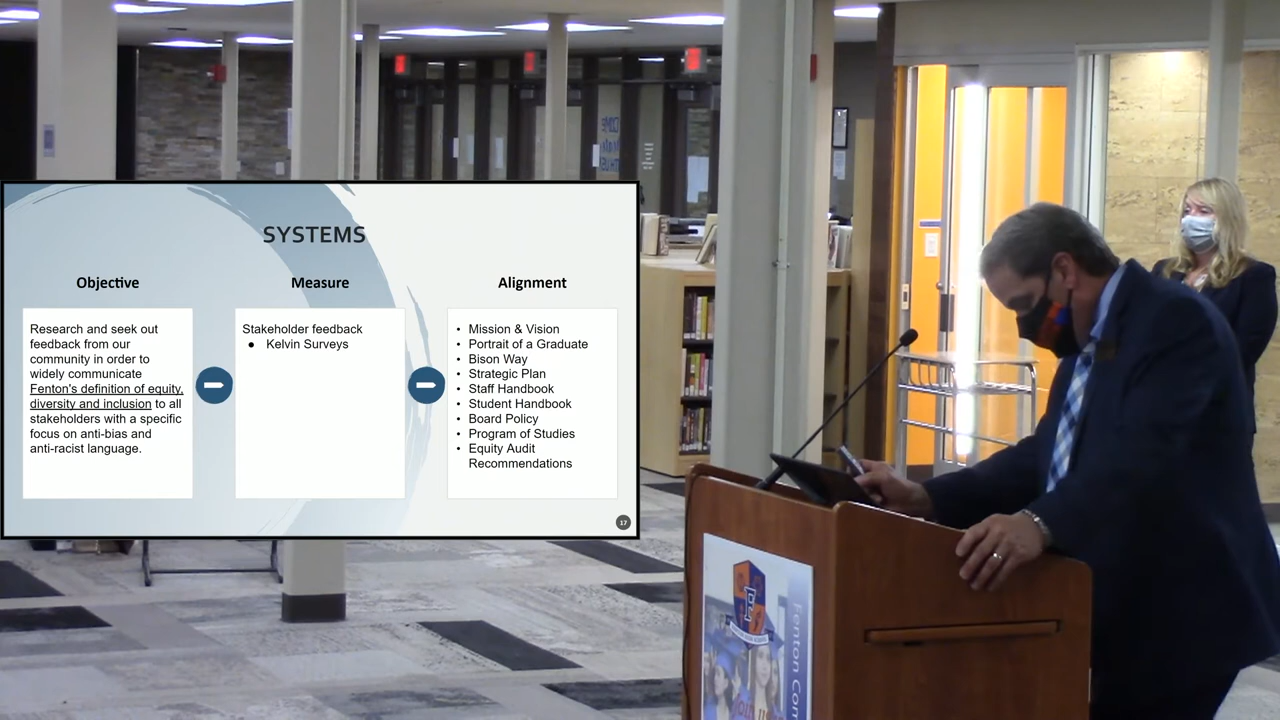 SYSTEMS
Objective
Measure
Alignment
Research and seek out
feedback from our
community in order to
widely communicate
Fenton's definition of equity,
diversity and inclusion to all
stakeholders with a specific
focus on anti-bias and
anti-racist language.
Stakeholder feedback
● Kelvin Surveys
• Mission & Vision
• Portrait of a Graduate
• Bison Way
• Strategic Plan
• Staff Handbook
• Student Handbook
• Board Policy
• Program of Studies
• Equity Audit
Recommendations
17
Fenton Com